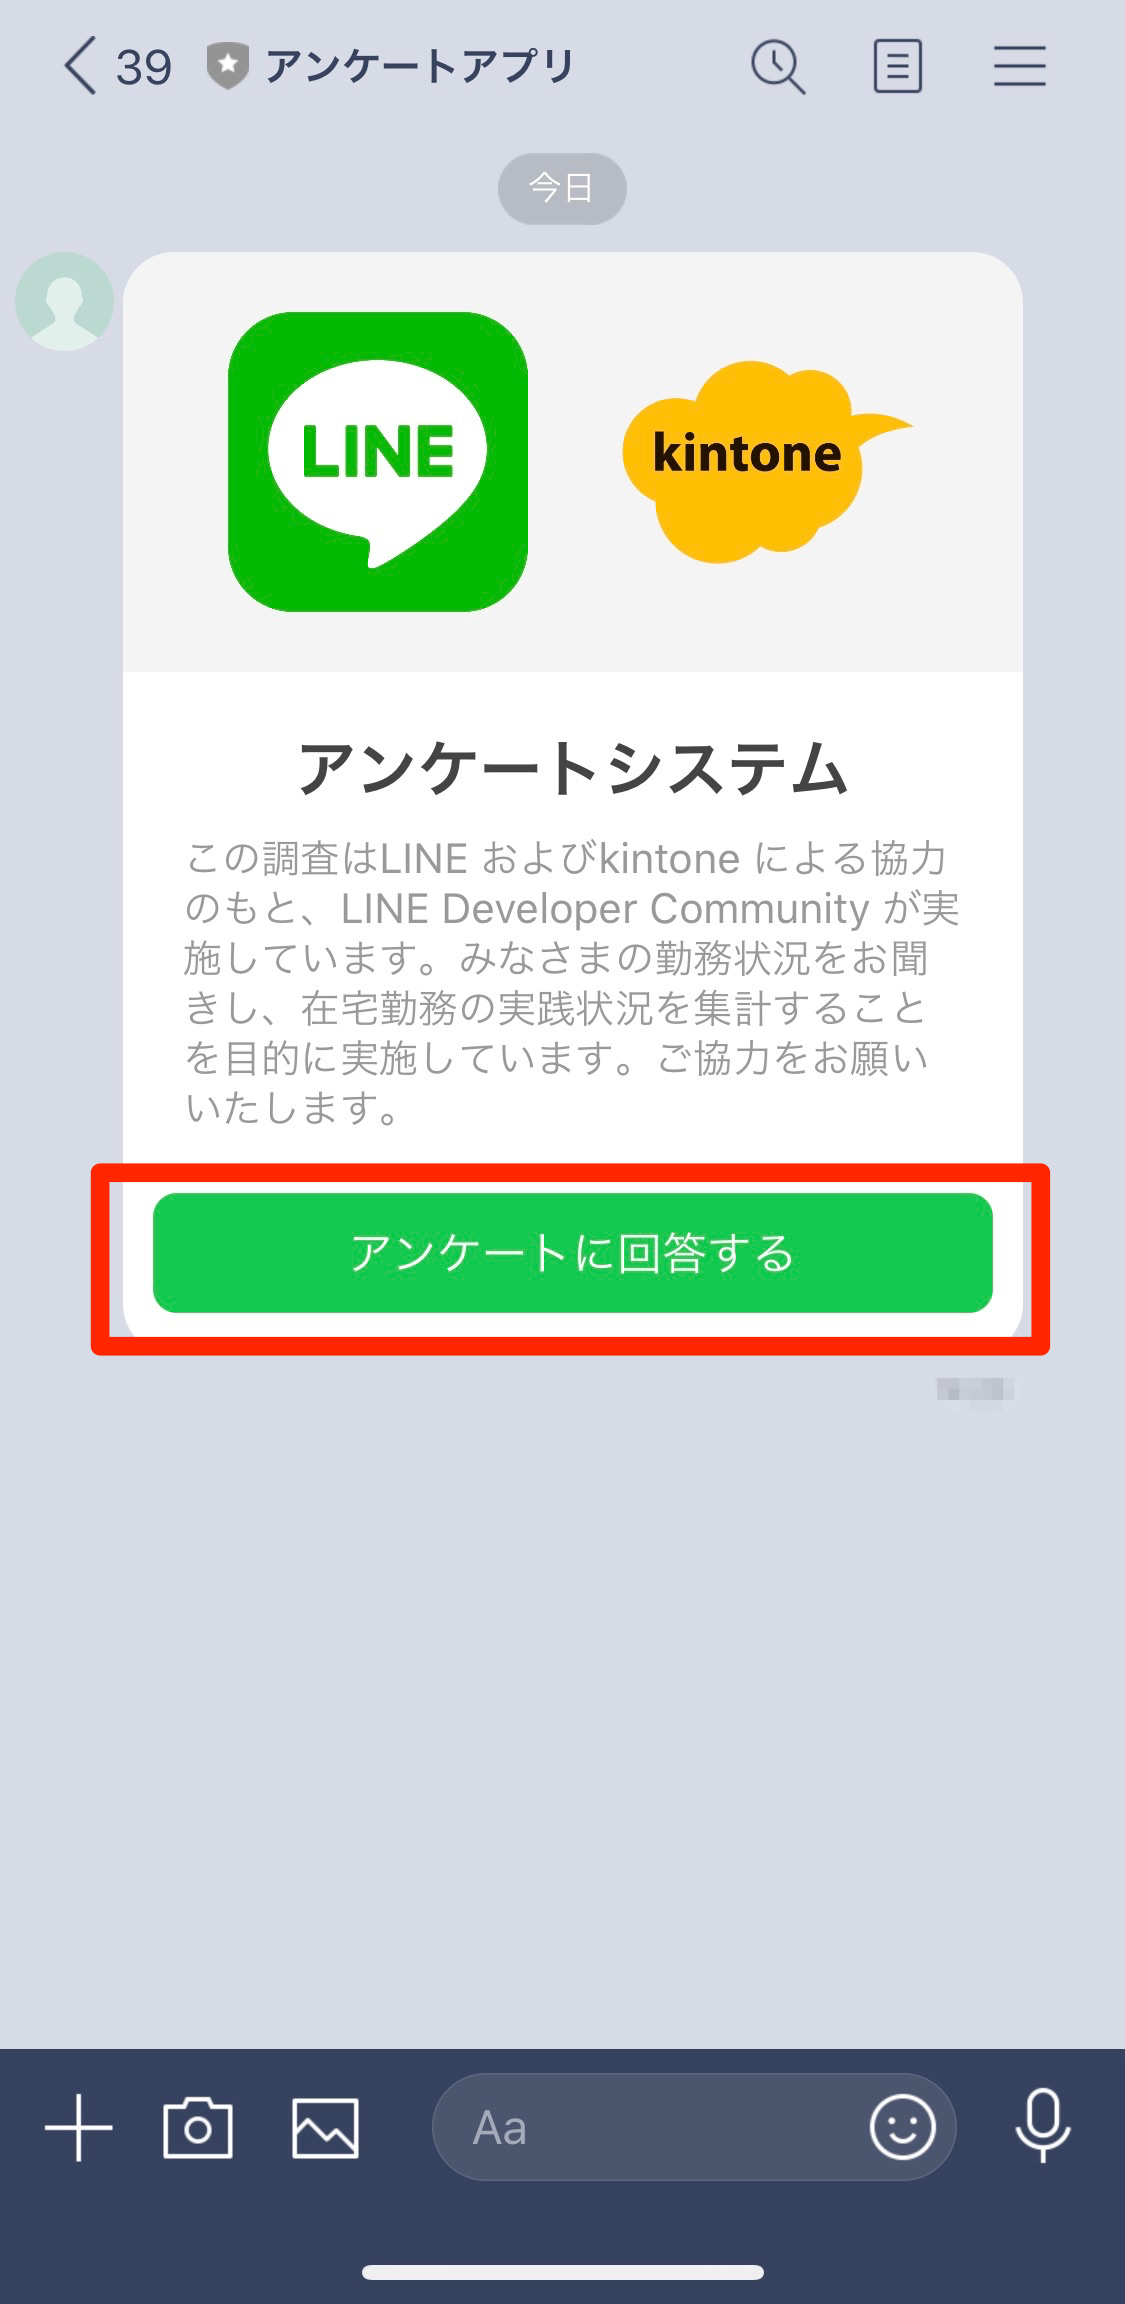 39 アンケートアプリ
今日
LINE
kintone
アンケートシステム
この調査はLINE およびkintone による協力
のもと、LINE Developer Community が実
施しています。みなさまの勤務状況をお聞
きし、在宅勤務の実践状況を集計すること
を目的に実施しています。ご協力をお願い
いたします。
アンケートに回答する
Aa